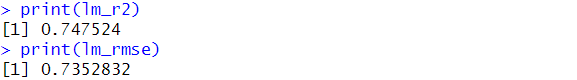 > print(lm_r2)
[1] 0.747524
> print(lm_rmse)
[1] 0.7352832